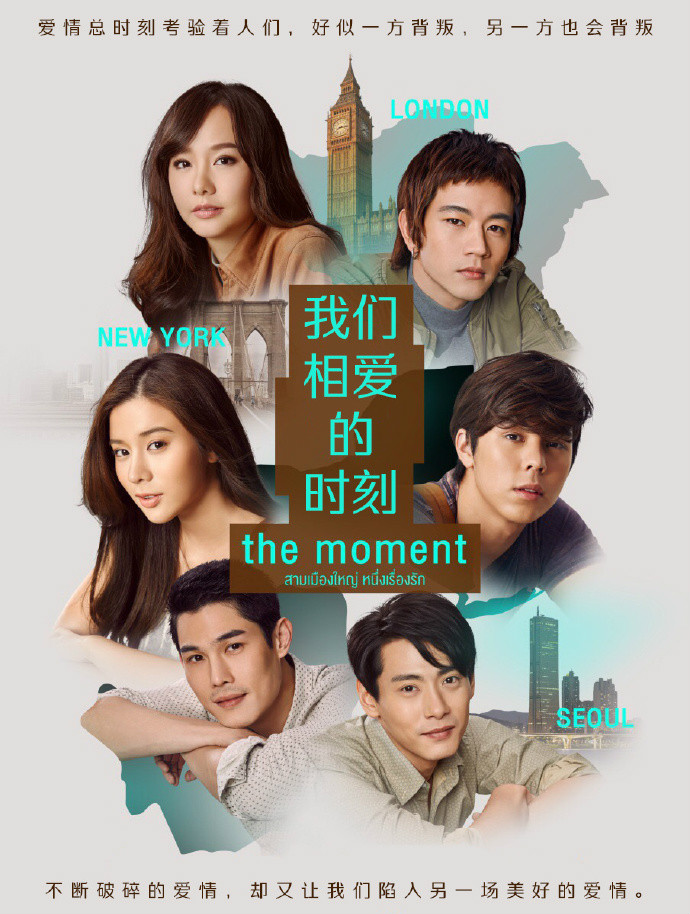 爱情总时刻考验着人们，好似一方背叛，另一方也会背叛
LONDON
NEW YORK
我们
相爱
的
时刻
the moment
สามเมืองใหญ่ หนึ่งเรื่องรัก
SEOUL
不断破碎的爱情，却又让我们陷入另一场美好的爱情。